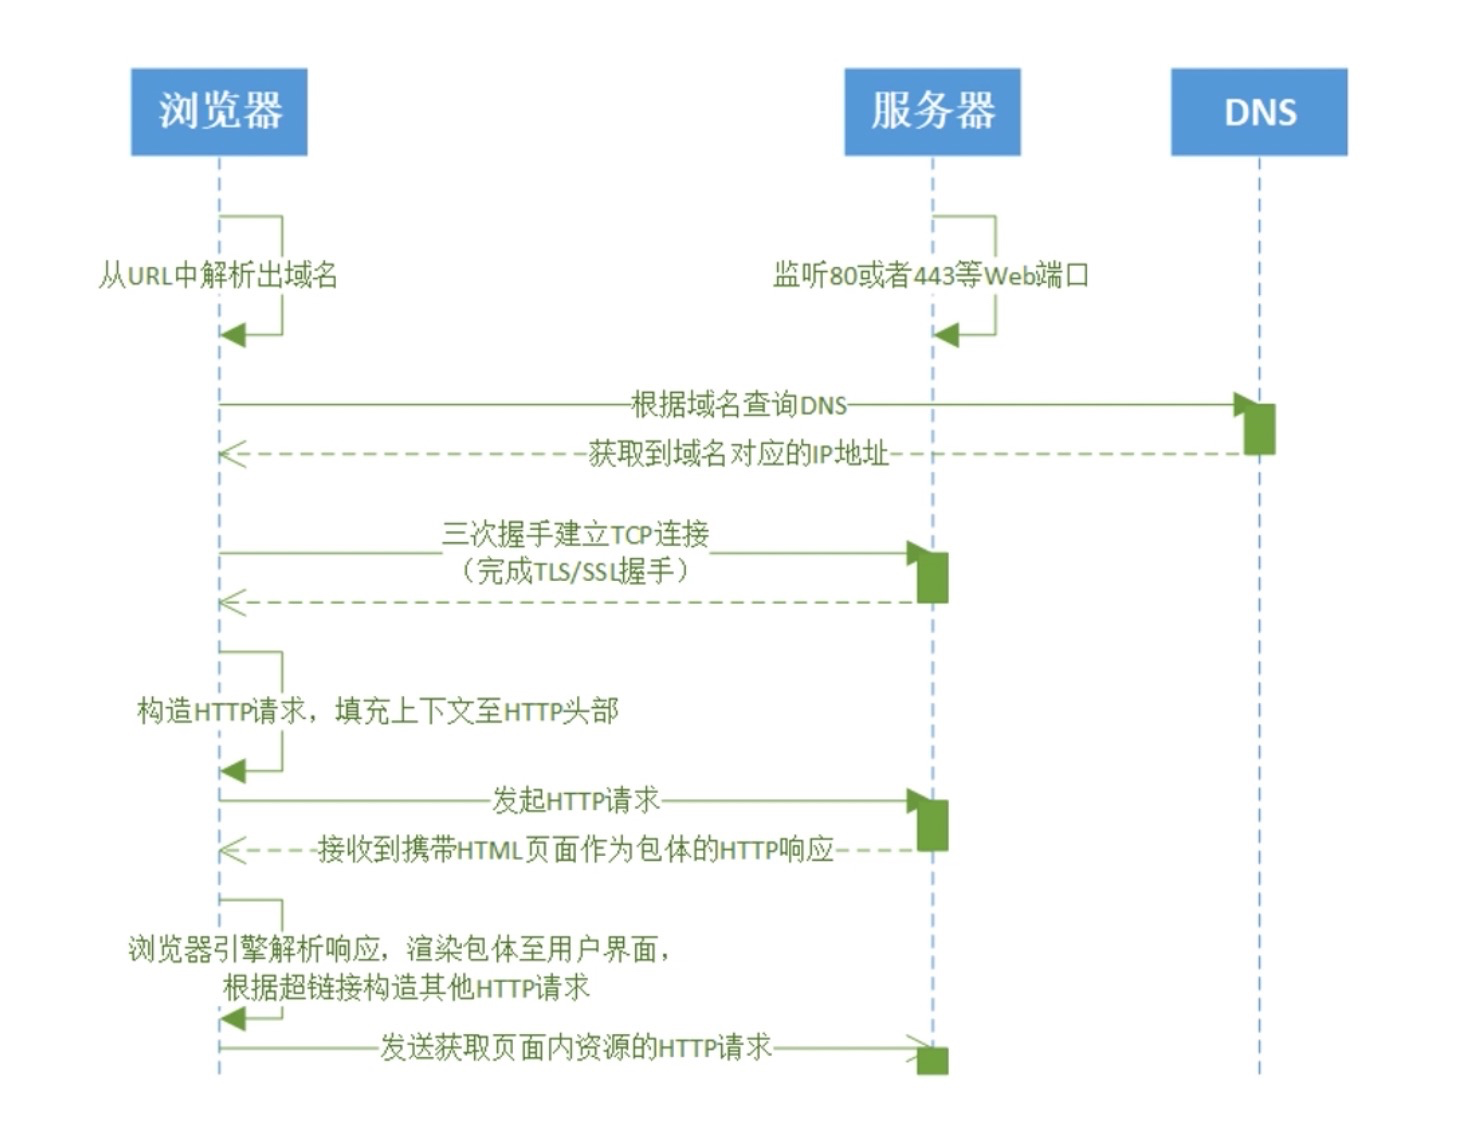 浏览器
服务器
DNS
从URL中解析出域名
监听80或者443等Web端口
根据域名查询DNS
获取到域名对应的IP地址
三次握手建立TCP连接
（完成TLS/SSL握手）
构造HTTP请求，填充上下文至HTTP头部
发起HTTP请求
接收到携带HTML页面作为包体的HTTP响应
浏览器引擎解析响应，渲染包体至用户界面，
根据超链接构造其他HTTP请求
发送获取页面内资源的HTTP请求